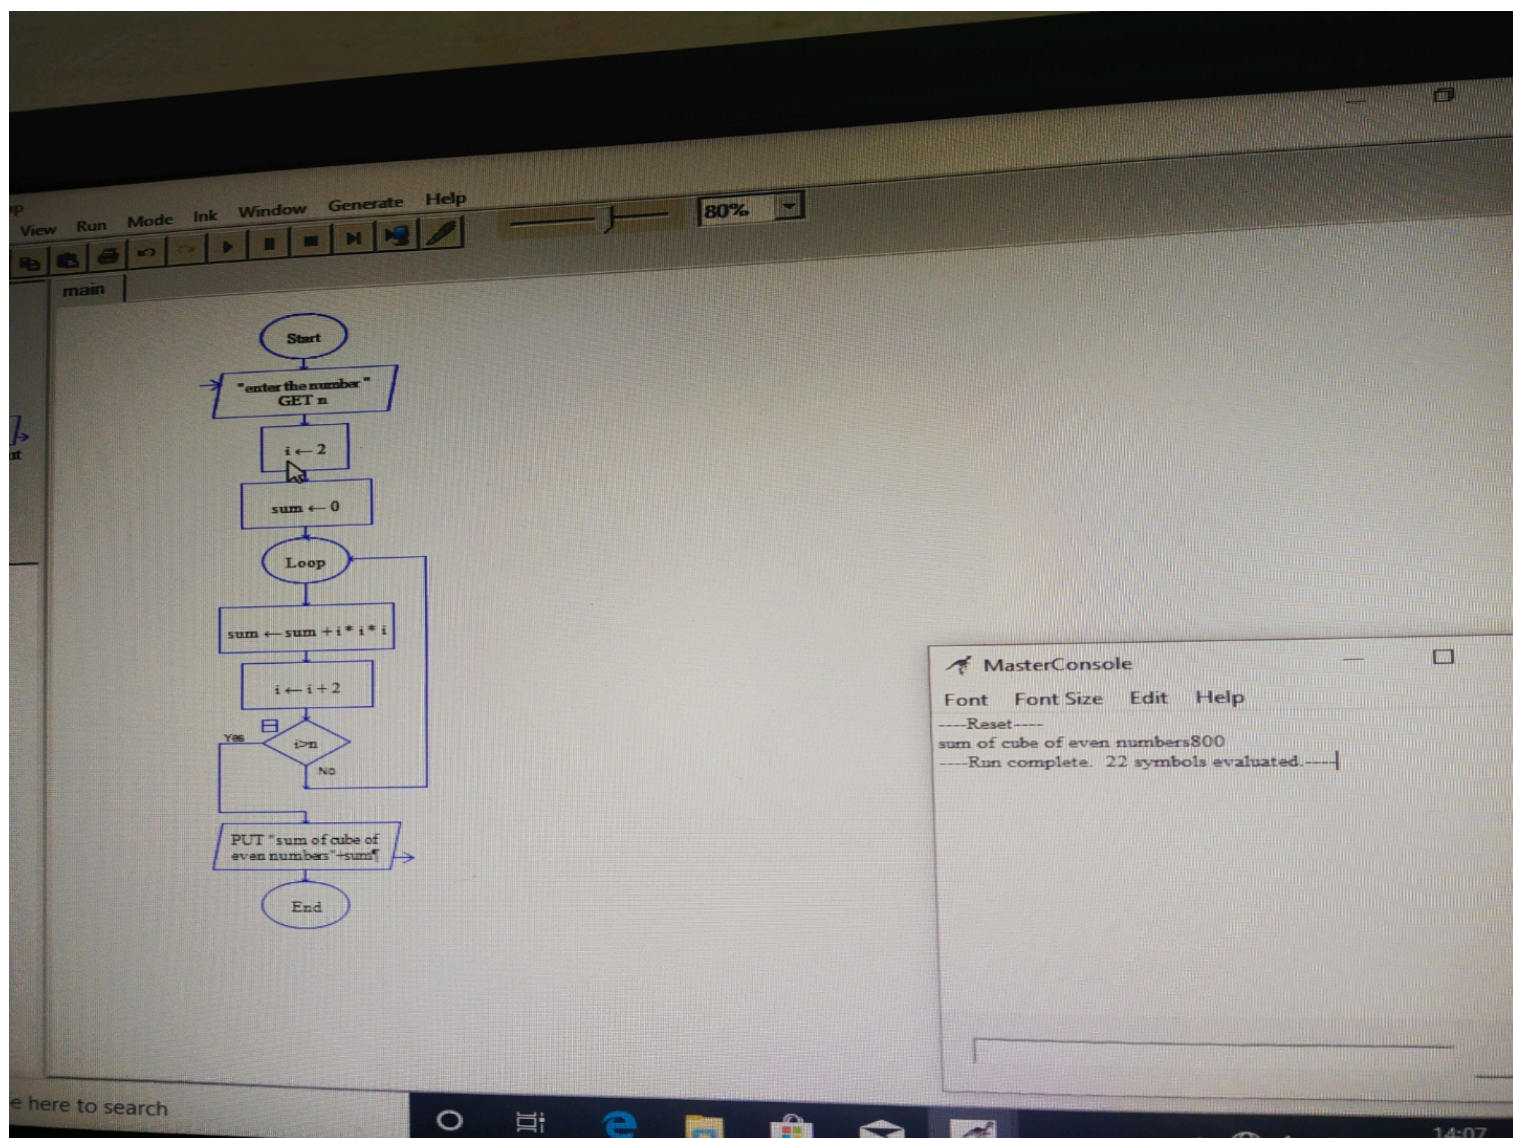 View Run Mode Ink Window Generate Help
80%
main
Start
"enter the number "
GET n
i ← 2
sum ← 0
Loop
sum ← sum + i * i * i
i ← i + 2
Yes
i>n
No
PUT "sum of cube of
even numbers"+sum¶
End
MasterConsole
Font Font Size Edit Help
----Reset----
sum of cube of even numbers800
----Run complete. 22 symbols evaluated.----
e here to search
14:07